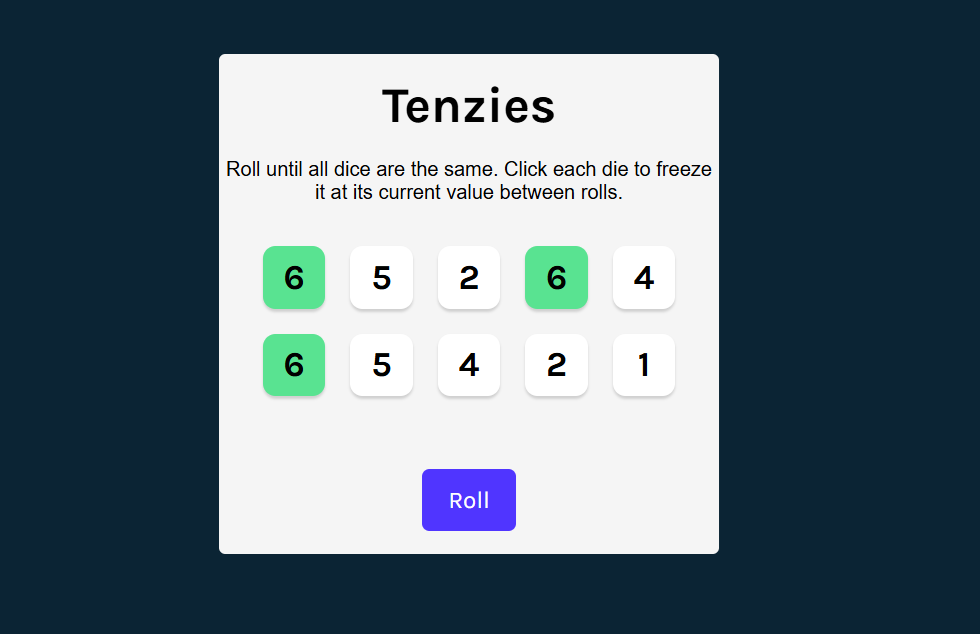 Tenzies
Roll until all dice are the same. Click each die to freeze
it at its current value between rolls.
6 5 2 6 4
6 5 4 2 1
Roll